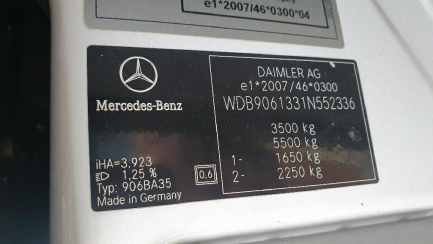 e1*2007/46*0300*04
DAIMLER AG
e1*2007/46*0300
WDB9061331N552336
Mercedes-Benz
3500 kg
5500 kg
1- 1650 kg
2- 2250 kg
iHA=3,923
1,25 %
Typ: 906BA35
0.6
Made in Germany